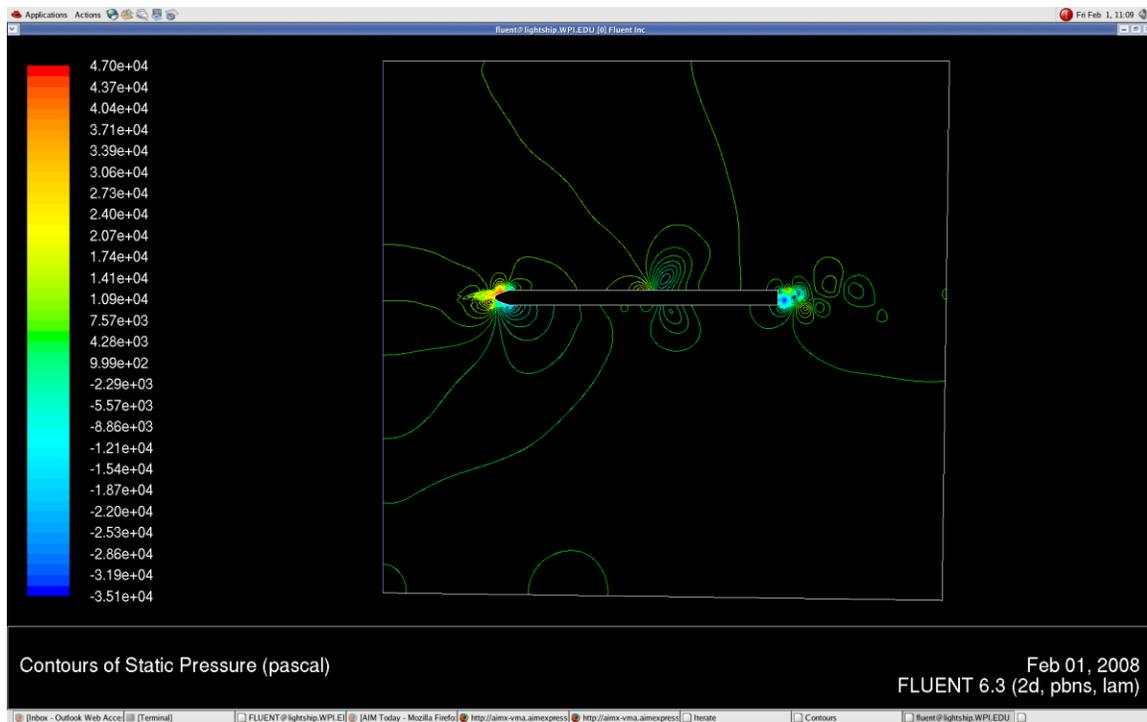 Applications Actions
Fri Feb 1, 11:09
fluent@lightship.WPI.EDU [0] Fluent Inc
4.70e+04
4.37e+04
4.04e+04
3.71e+04
3.39e+04
3.06e+04
2.73e+04
2.40e+04
2.07e+04
1.74e+04
1.41e+04
1.09e+04
7.57e+03
4.28e+03
9.99e+02
-2.29e+03
-5.57e+03
-8.86e+03
-1.21e+04
-1.54e+04
-1.87e+04
-2.20e+04
-2.53e+04
-2.86e+04
-3.19e+04
-3.51e+04
Contours of Static Pressure (pascal)
Feb 01, 2008
FLUENT 6.3 (2d, pbns, lam)
[Inbox - Outlook Web Acce
[Terminal]
FLUENT@lightship.WPI.EI
[AIM Today - Mozilla Firefo
http://aimx-vma.aimexpress
http://aimx-vma.aimexpress
Iterate
Contours
fluent@lightship.WPI.EDU